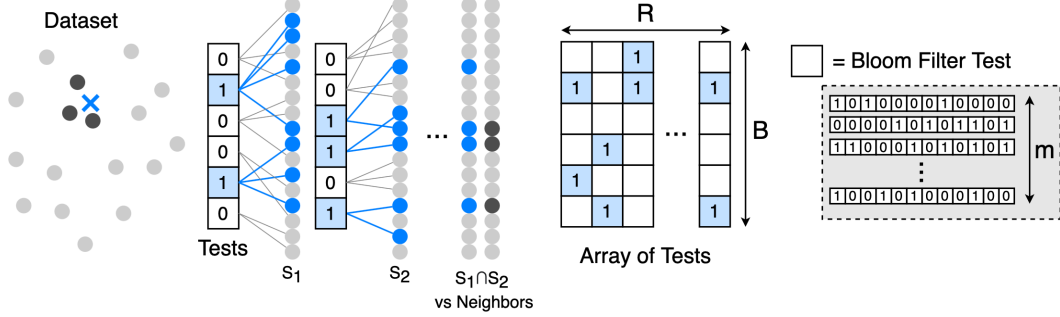 Dataset
0
1
0
0
1
0
Tests
S1
0
0
1
1
0
1
...
S2
S1∩S2
vs Neighbors
R
1
1 1 1
1
1
1 1
...
B
Array of Tests
= Bloom Filter Test
1 0 1 0 0 0 0 1 0 0 0 0
0 0 0 0 1 0 1 0 1 1 0 1
1 1 0 0 0 1 0 1 0 1 0 1
⋮
1 0 0 1 0 1 0 0 0 1 0 0
m